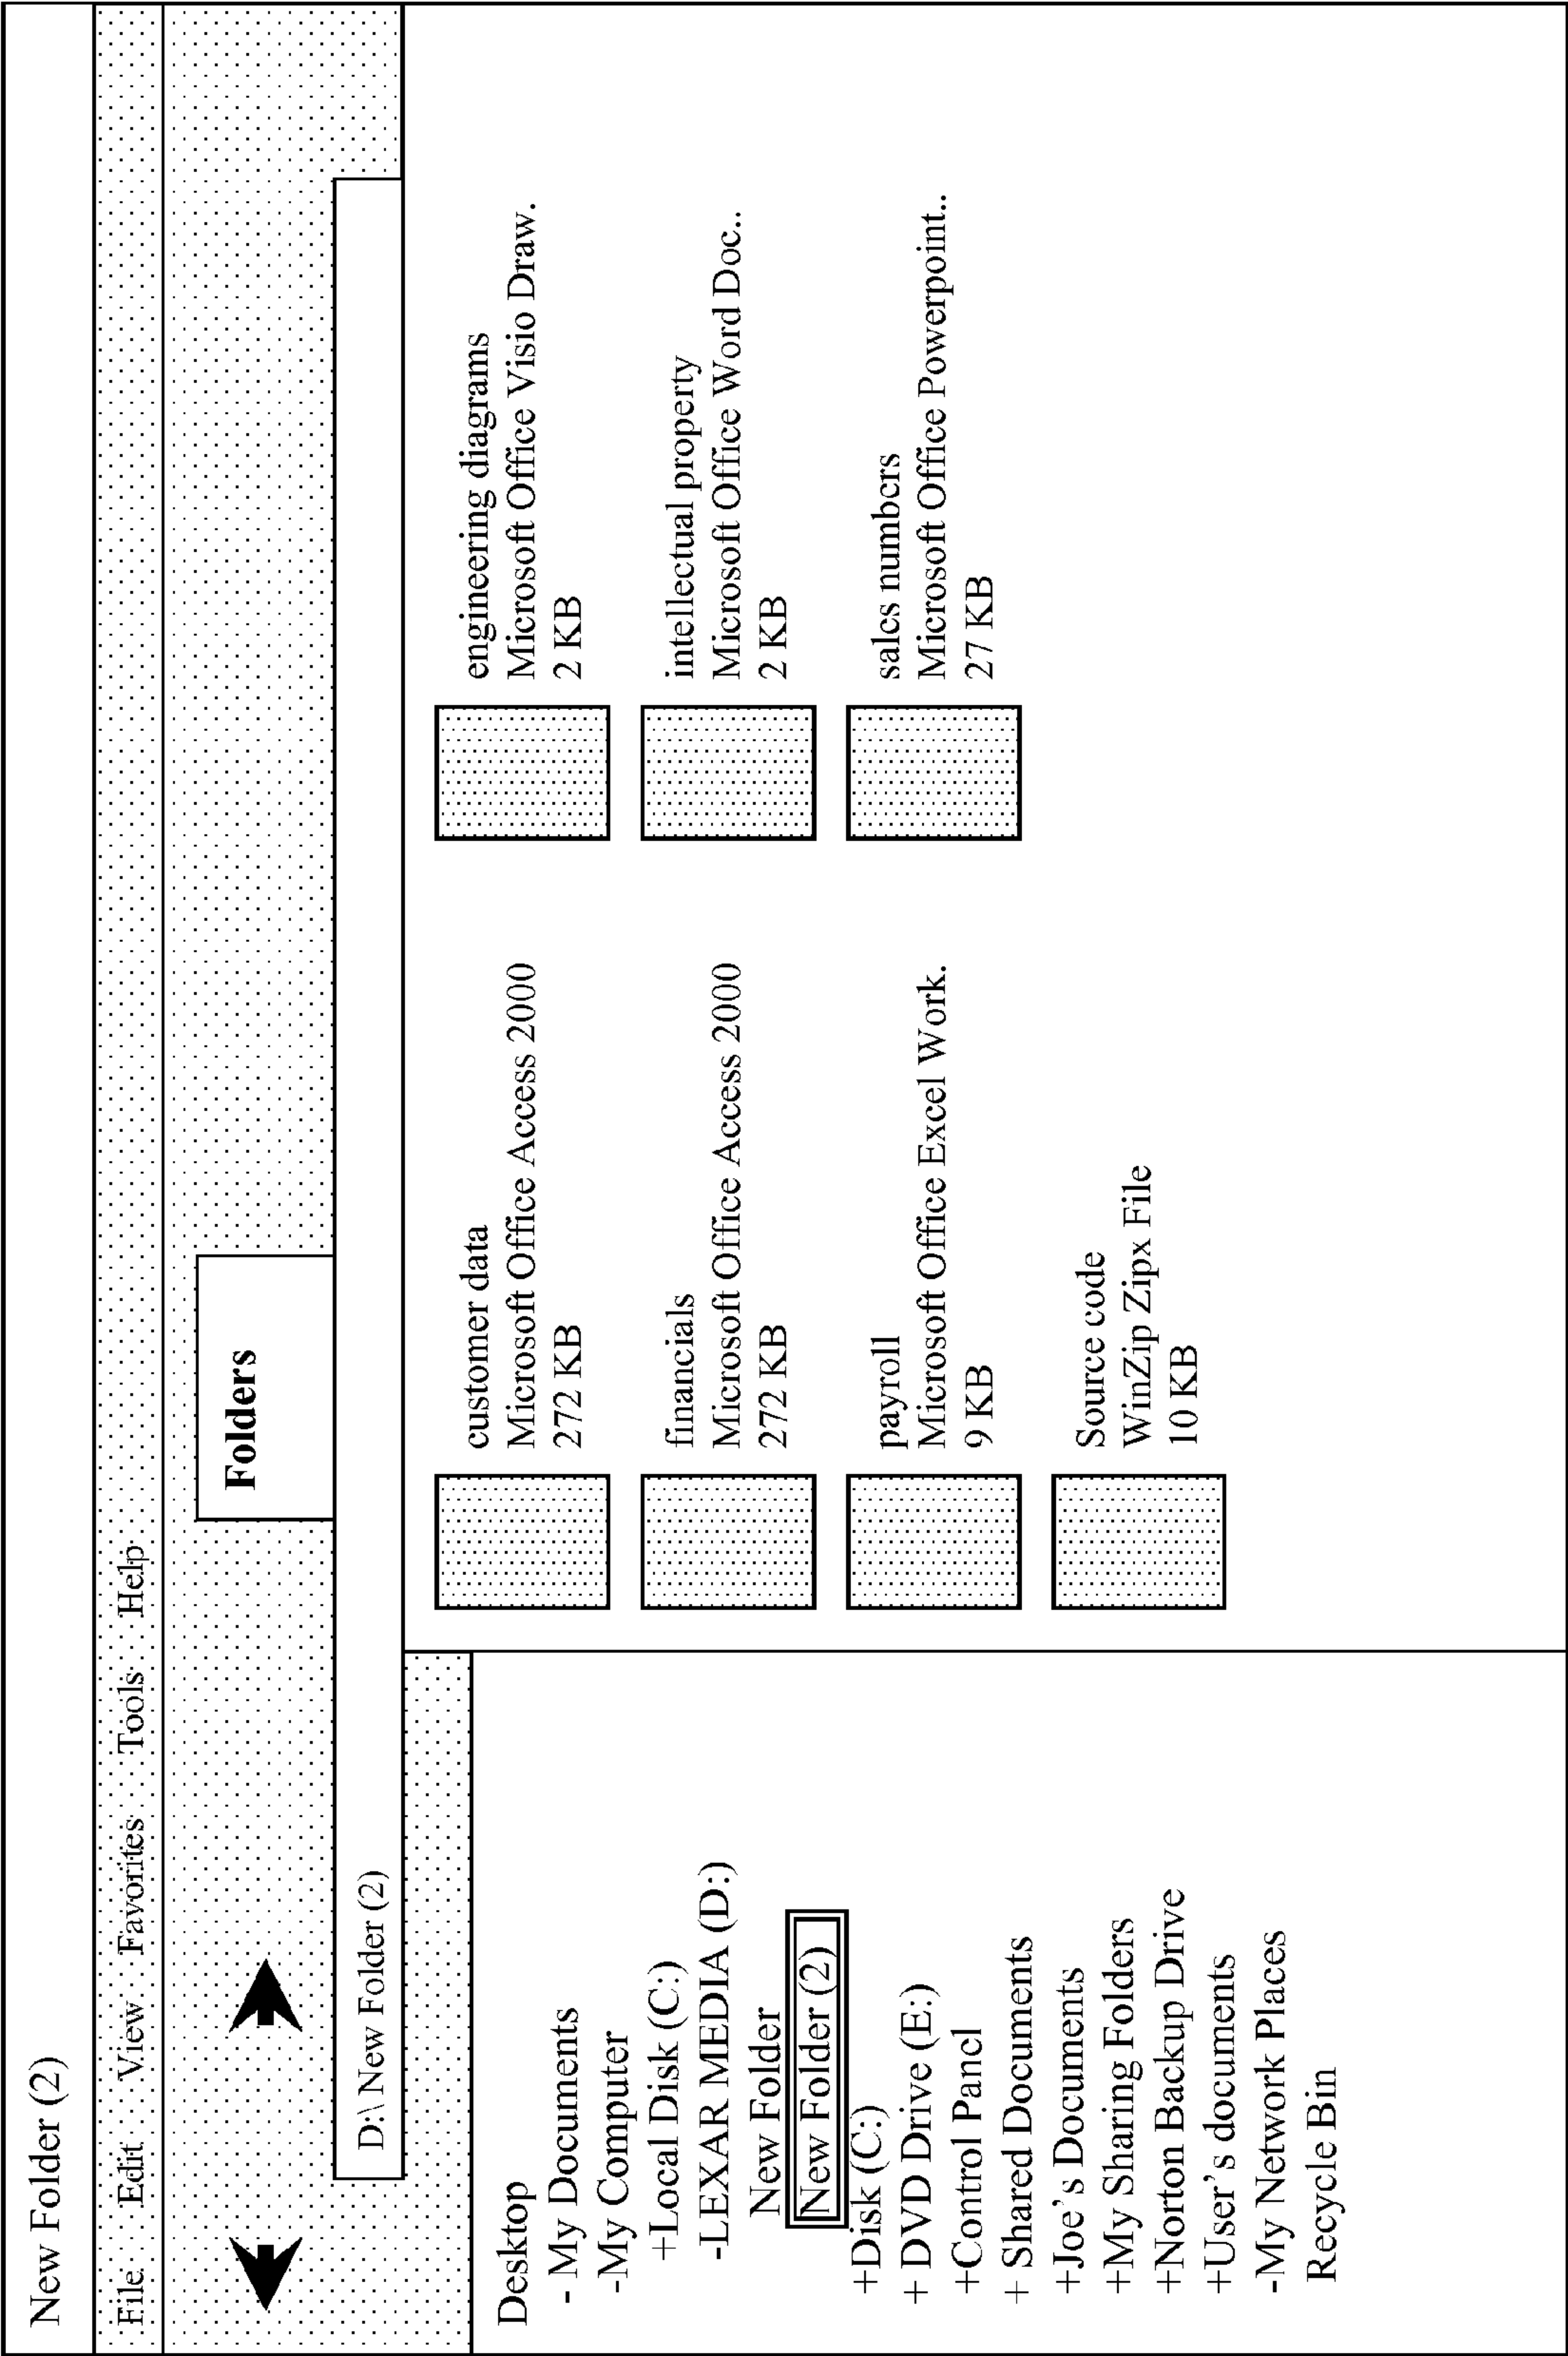 New Folder (2)
File Edit View Favorites Tools Help
Folders
D:\ New Folder (2)
Desktop
- My Documents
-My Computer
+Local Disk (C:)
-LEXAR MEDIA (D:)
New Folder
New Folder (2)
+Disk (C:)
+ DVD Drive (E:)
+Control Panel
+ Shared Documents
+Joe's Documents
+My Sharing Folders
+Norton Backup Drive
+User's documents
-My Network Places
Recycle Bin
customer data
Microsoft Office Access 2000
272 KB
engineering diagrams
Microsoft Office Visio Draw.
2 KB
financials
Microsoft Office Access 2000
272 KB
intellectual property
Microsoft Office Word Doc..
2 KB
payroll
Microsoft Office Excel Work.
9 KB
sales numbers
Microsoft Office Powerpoint..
27 KB
Source code
WinZip Zipx File
10 KB